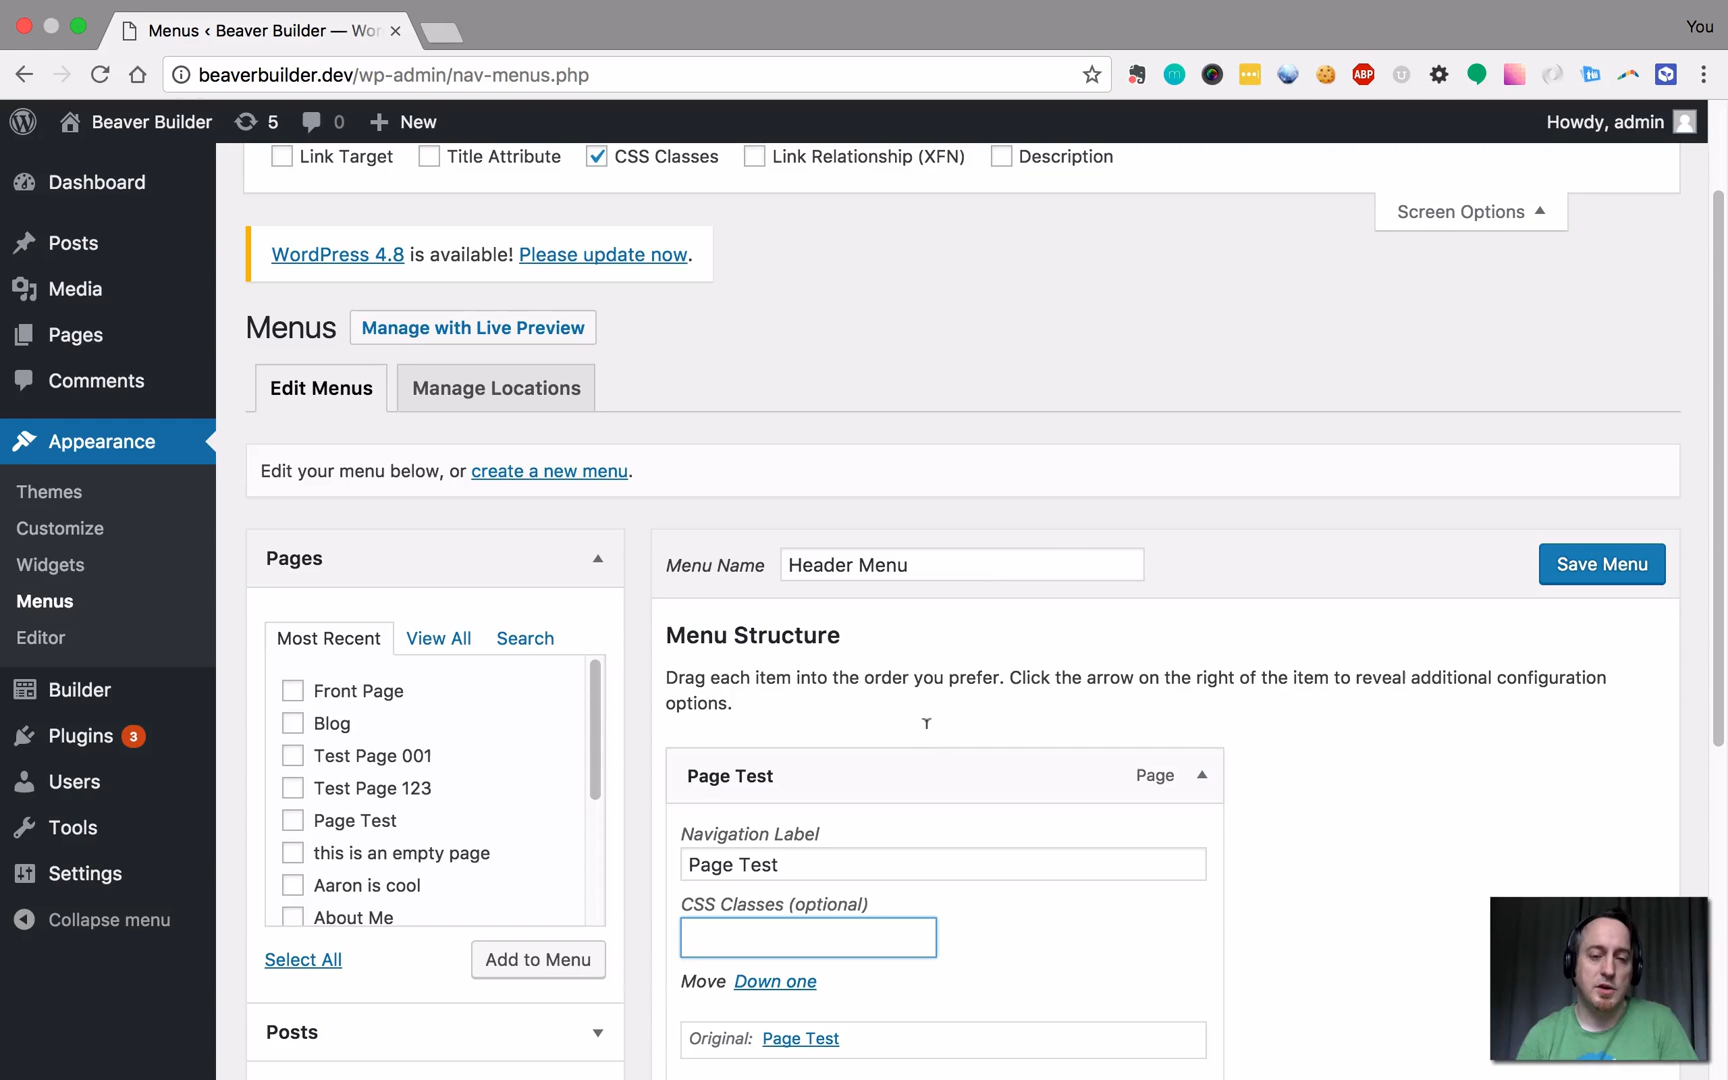 Menus ‹ Beaver Builder — Wor
You
beaverbuilder.dev/wp-admin/nav-menus.php
ABP
Beaver Builder
5
0
New
Howdy, admin
Link Target
Title Attribute
CSS Classes
Link Relationship (XFN)
Description
Screen Options
WordPress 4.8 is available! Please update now.
Menus
Manage with Live Preview
Edit Menus
Manage Locations
Edit your menu below, or create a new menu.
Dashboard
Posts
Media
Pages
Comments
Appearance
Themes
Customize
Widgets
Menus
Editor
Builder
Plugins 3
Users
Tools
Settings
Collapse menu
Pages
Most Recent
View All
Search
Front Page
Blog
Test Page 001
Test Page 123
Page Test
this is an empty page
Aaron is cool
About Me
Select All
Add to Menu
Posts
Menu Name
Header Menu
Save Menu
Menu Structure
Drag each item into the order you prefer. Click the arrow on the right of the item to reveal additional configuration
options.
Page Test
Page
Navigation Label
Page Test
CSS Classes (optional)
Move Down one
Original: Page Test